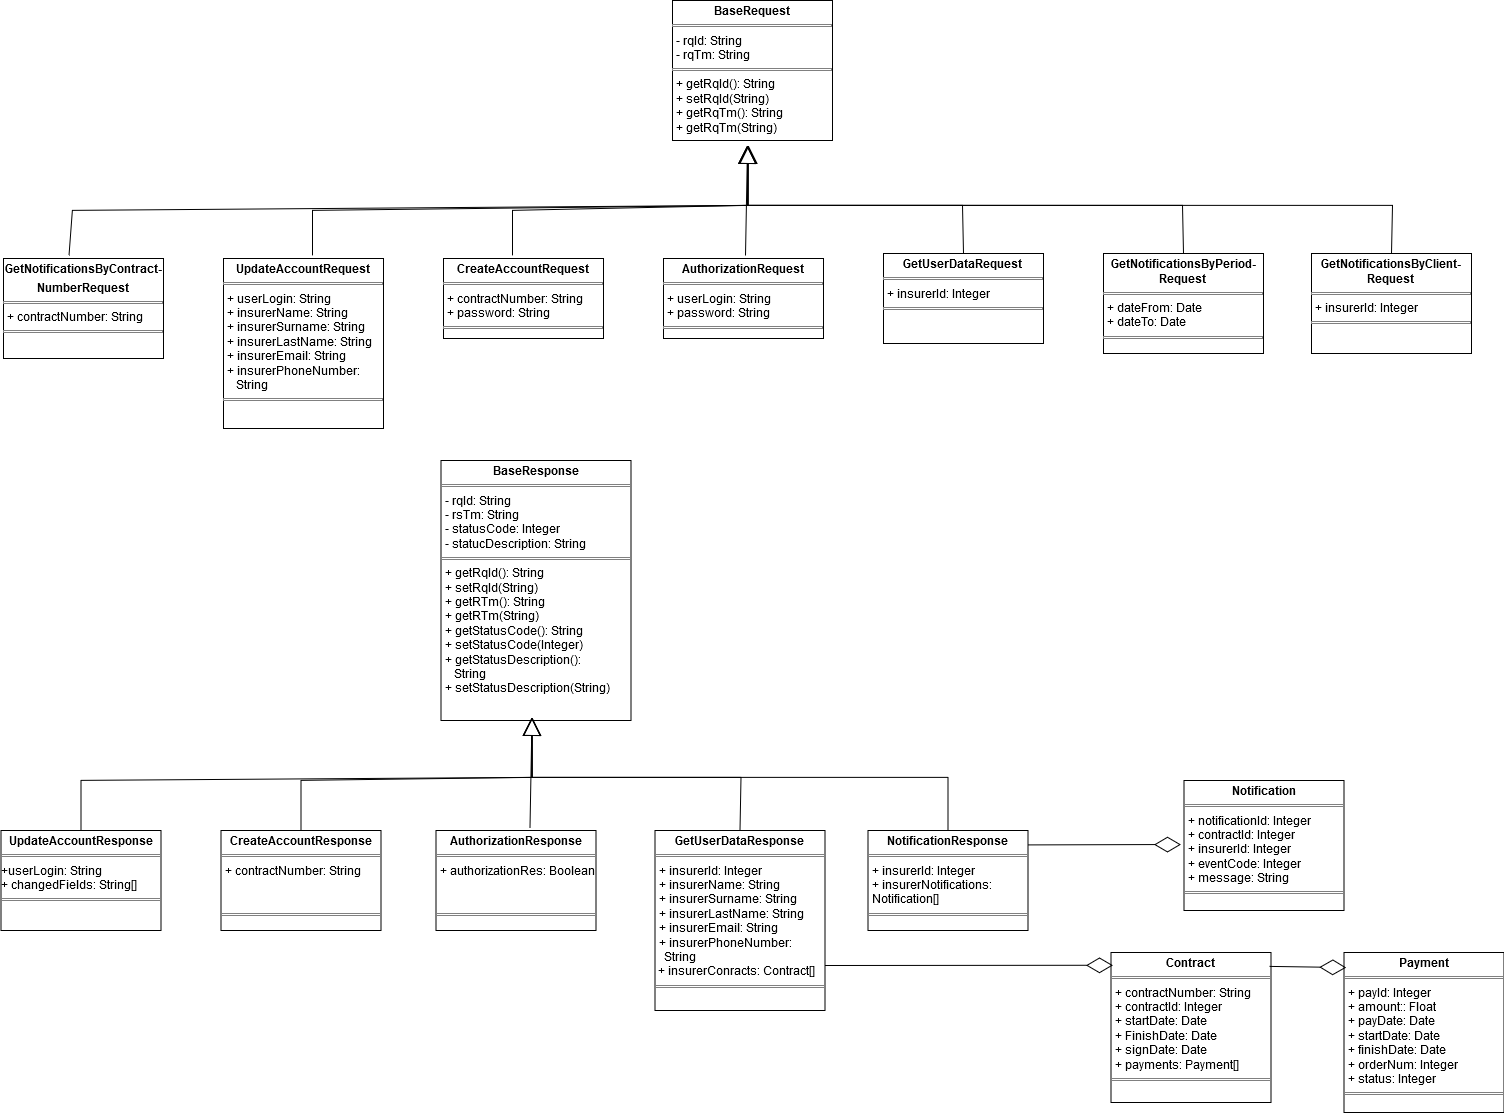 BaseRequest
- rqId: String
- rqTm: String
+ getRqId(): String
+ setRqId(String)
+ getRqTm(): String
+ getRqTm(String)
GetNotificationsByContract-
NumberRequest
+ contractNumber: String
UpdateAccountRequest
+ userLogin: String
+ insurerName: String
+ insurerSurname: String
+ insurerLastName: String
+ insurerEmail: String
+ insurerPhoneNumber:
String
CreateAccountRequest
+ contractNumber: String
+ password: String
AuthorizationRequest
+ userLogin: String
+ password: String
GetUserDataRequest
+ insurerId: Integer
GetNotificationsByPeriod-
Request
+ dateFrom: Date
+ dateTo: Date
GetNotificationsByClient-
Request
+ insurerId: Integer
BaseResponse
- rqId: String
- rsTm: String
- statusCode: Integer
- statucDescription: String
+ getRqId(): String
+ setRqId(String)
+ getRTm(): String
+ getRTm(String)
+ getStatusCode(): String
+ setStatusCode(Integer)
+ getStatusDescription():
String
+ setStatusDescription(String)
UpdateAccountResponse
+userLogin: String
+ changedFields: String[]
CreateAccountResponse
+ contractNumber: String
AuthorizationResponse
+ authorizationRes: Boolean
GetUserDataResponse
+ insurerId: Integer
+ insurerName: String
+ insurerSurname: String
+ insurerLastName: String
+ insurerEmail: String
+ insurerPhoneNumber:
String
+ insurerConracts: Contract[]
NotificationResponse
+ insurerId: Integer
+ insurerNotifications:
Notification[]
Notification
+ notificationId: Integer
+ contractId: Integer
+ insurerId: Integer
+ eventCode: Integer
+ message: String
Contract
+ contractNumber: String
+ contractId: Integer
+ startDate: Date
+ FinishDate: Date
+ signDate: Date
+ payments: Payment[]
Payment
+ payId: Integer
+ amount:: Float
+ payDate: Date
+ startDate: Date
+ finishDate: Date
+ orderNum: Integer
+ status: Integer